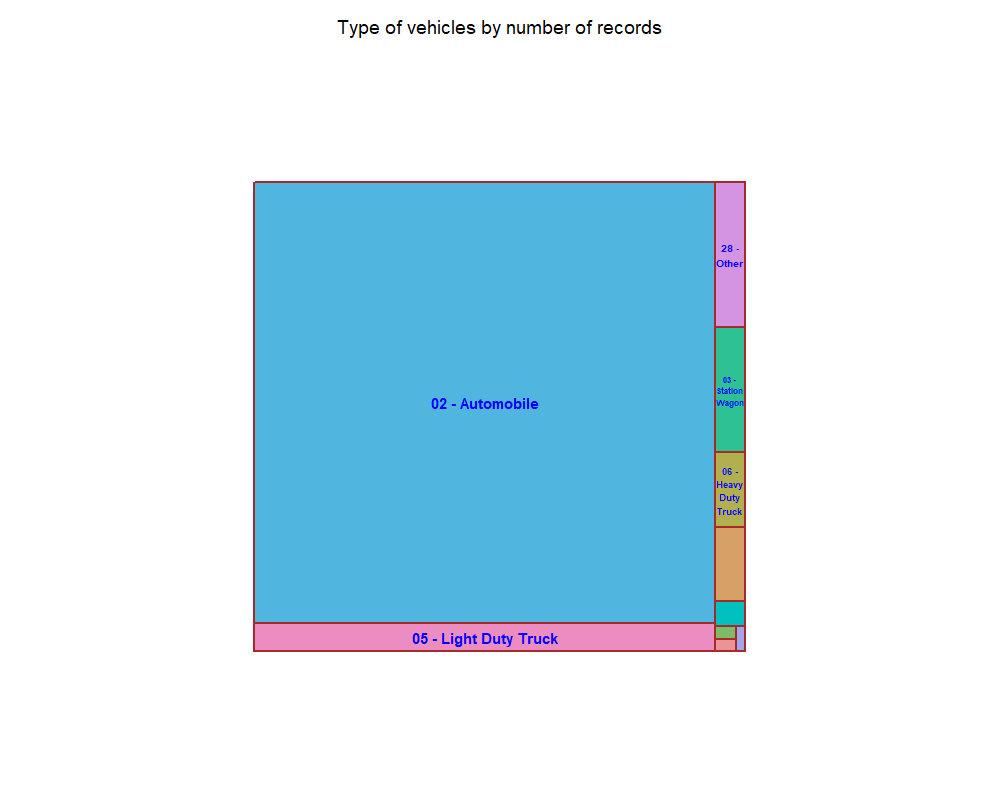 Type of vehicles by number of records
28 -
Other
03 -
Station
Wagon
02 - Automobile
06 -
Heavy
Duty
Truck
05 - Light Duty Truck